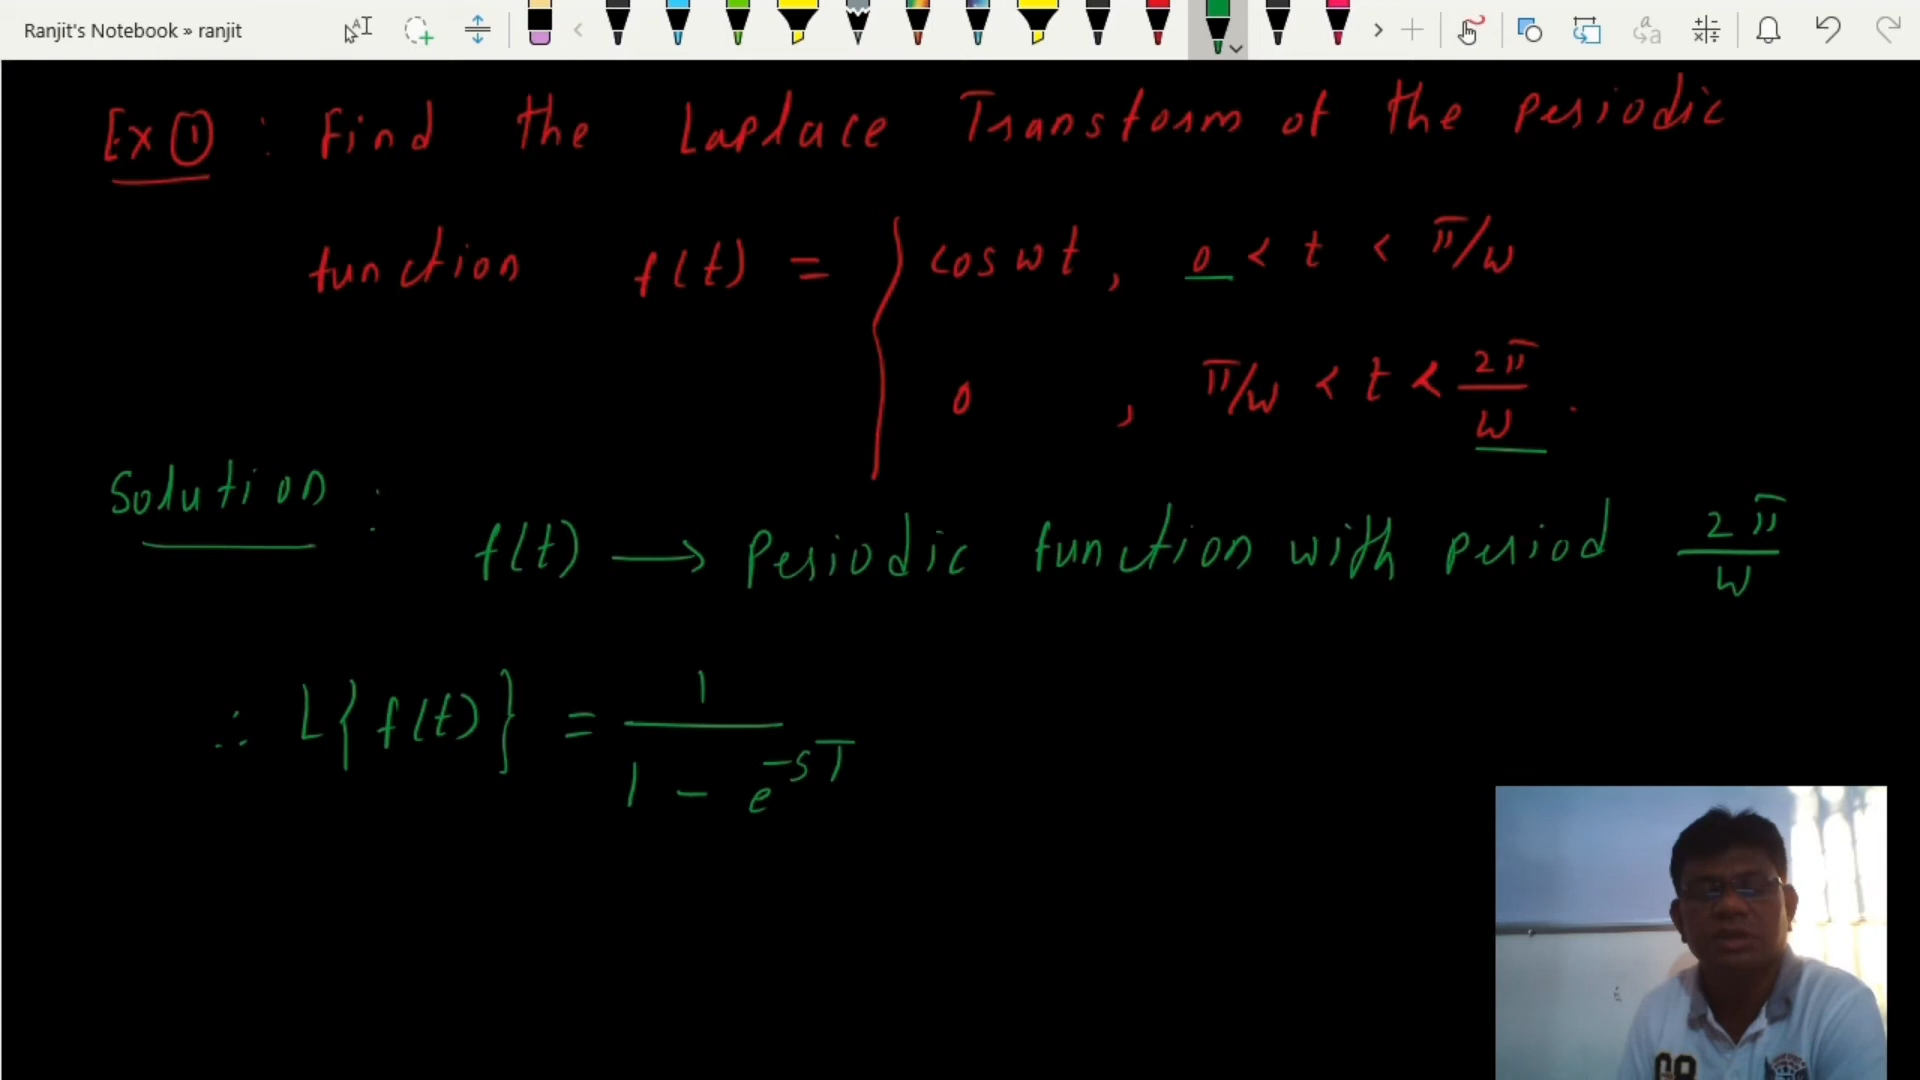 Ranjit's Notebook » ranjit
Ex ① : Find the Laplace Transform of the periodic
function f(t) = { cos wt , 0 < t < π/w
0 , π/w < t < 2π/w .
Solution :
f(t) → Periodic function with period 2π/w
∴ L{f(t)} = 1/(1 - e^-sT)